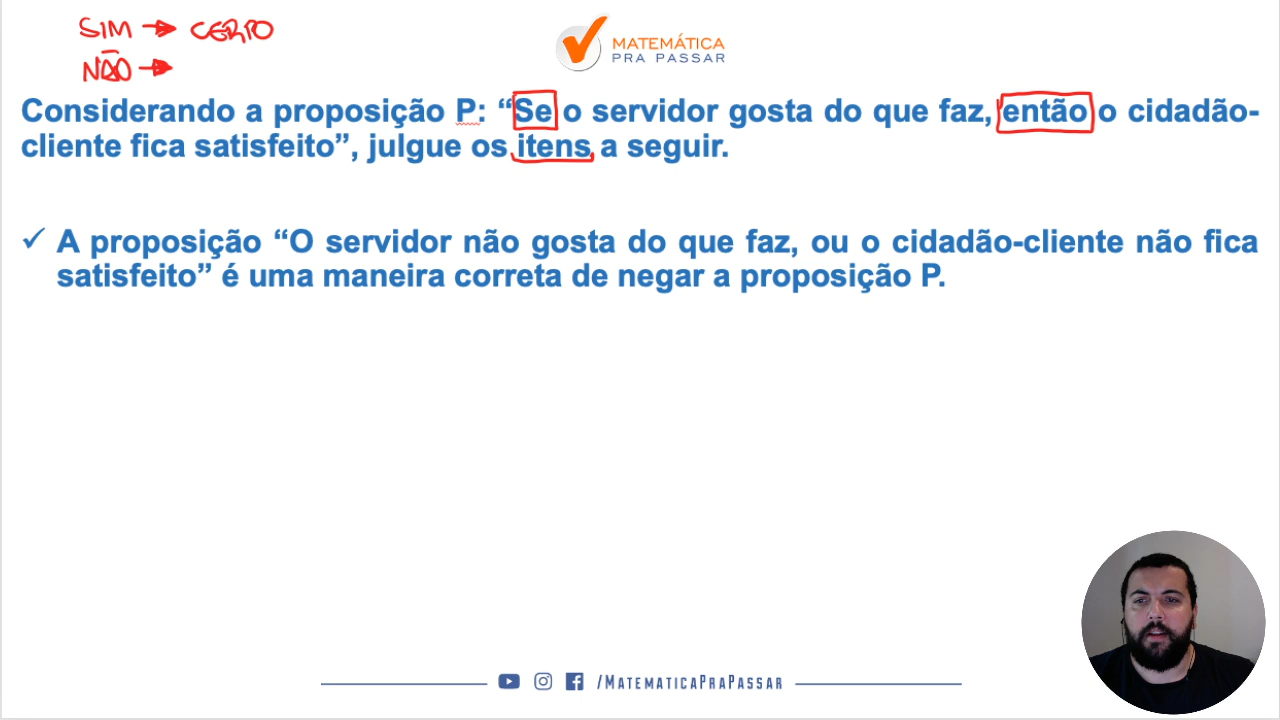 SIM → CERTO
NÃO →
MATEMÁTICA
PRA PASSAR
Considerando a proposição P: “Se o servidor gosta do que faz, então o cidadão-
cliente fica satisfeito”, julgue os itens a seguir.
✓ A proposição “O servidor não gosta do que faz, ou o cidadão-cliente não fica
satisfeito” é uma maneira correta de negar a proposição P.
/MATEMATICAPRAPASSAR